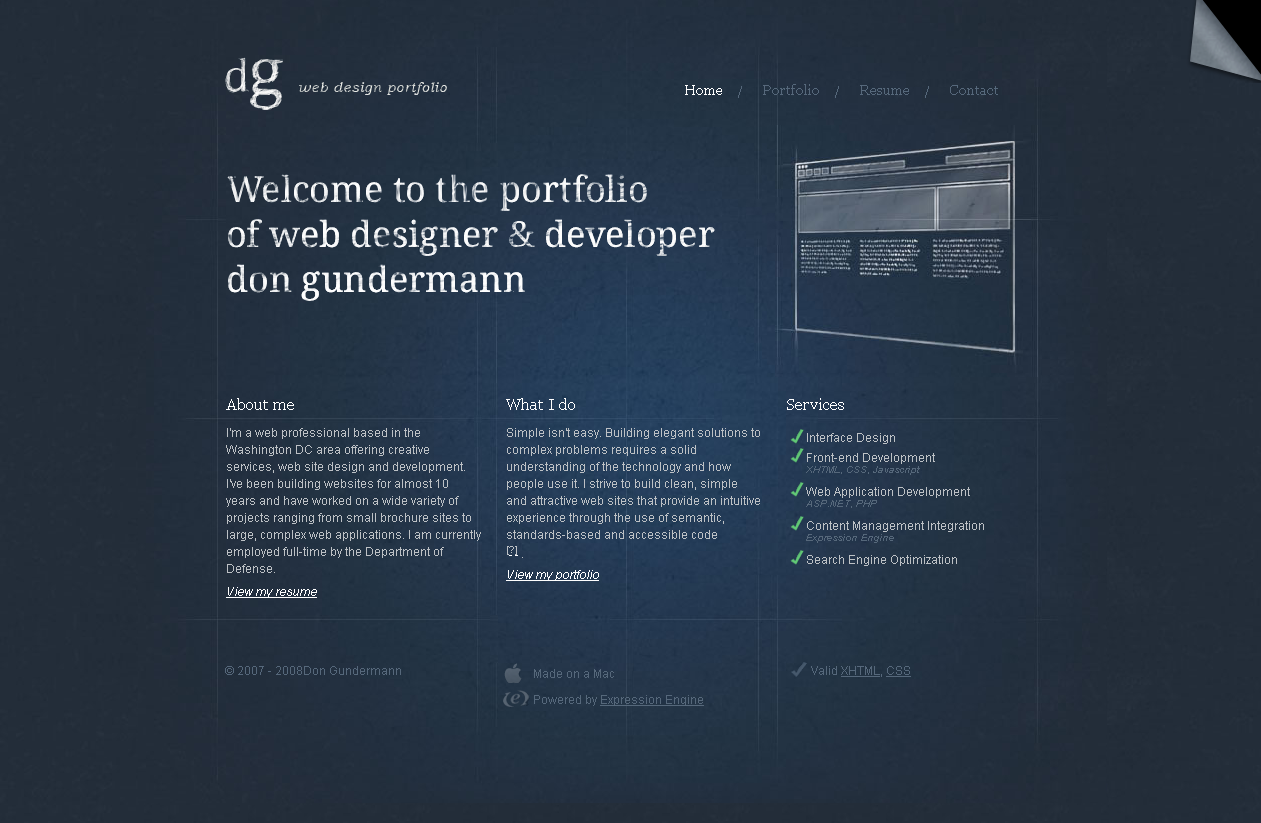 dg web design portfolio
Home / Portfolio / Resume / Contact
Welcome to the portfolio
of web designer & developer
don gundermann
About me
I'm a web professional based in the
Washington DC area offering creative
services, web site design and development.
I've been building websites for almost 10
years and have worked on a wide variety of
projects ranging from small brochure sites to
large, complex web applications. I am currently
employed full-time by the Department of
Defense.
View my resume
What I do
Simple isn't easy. Building elegant solutions to
complex problems requires a solid
understanding of the technology and how
people use it. I strive to build clean, simple
and attractive web sites that provide an intuitive
experience through the use of semantic,
standards-based and accessible code
[?] .
View my portfolio
Services
Interface Design
Front-end Development
XHTML, CSS, Javascript
Web Application Development
ASP.NET, PHP
Content Management Integration
Expression Engine
Search Engine Optimization
© 2007 - 2008Don Gundermann
Made on a Mac
Powered by Expression Engine
Valid XHTML, CSS